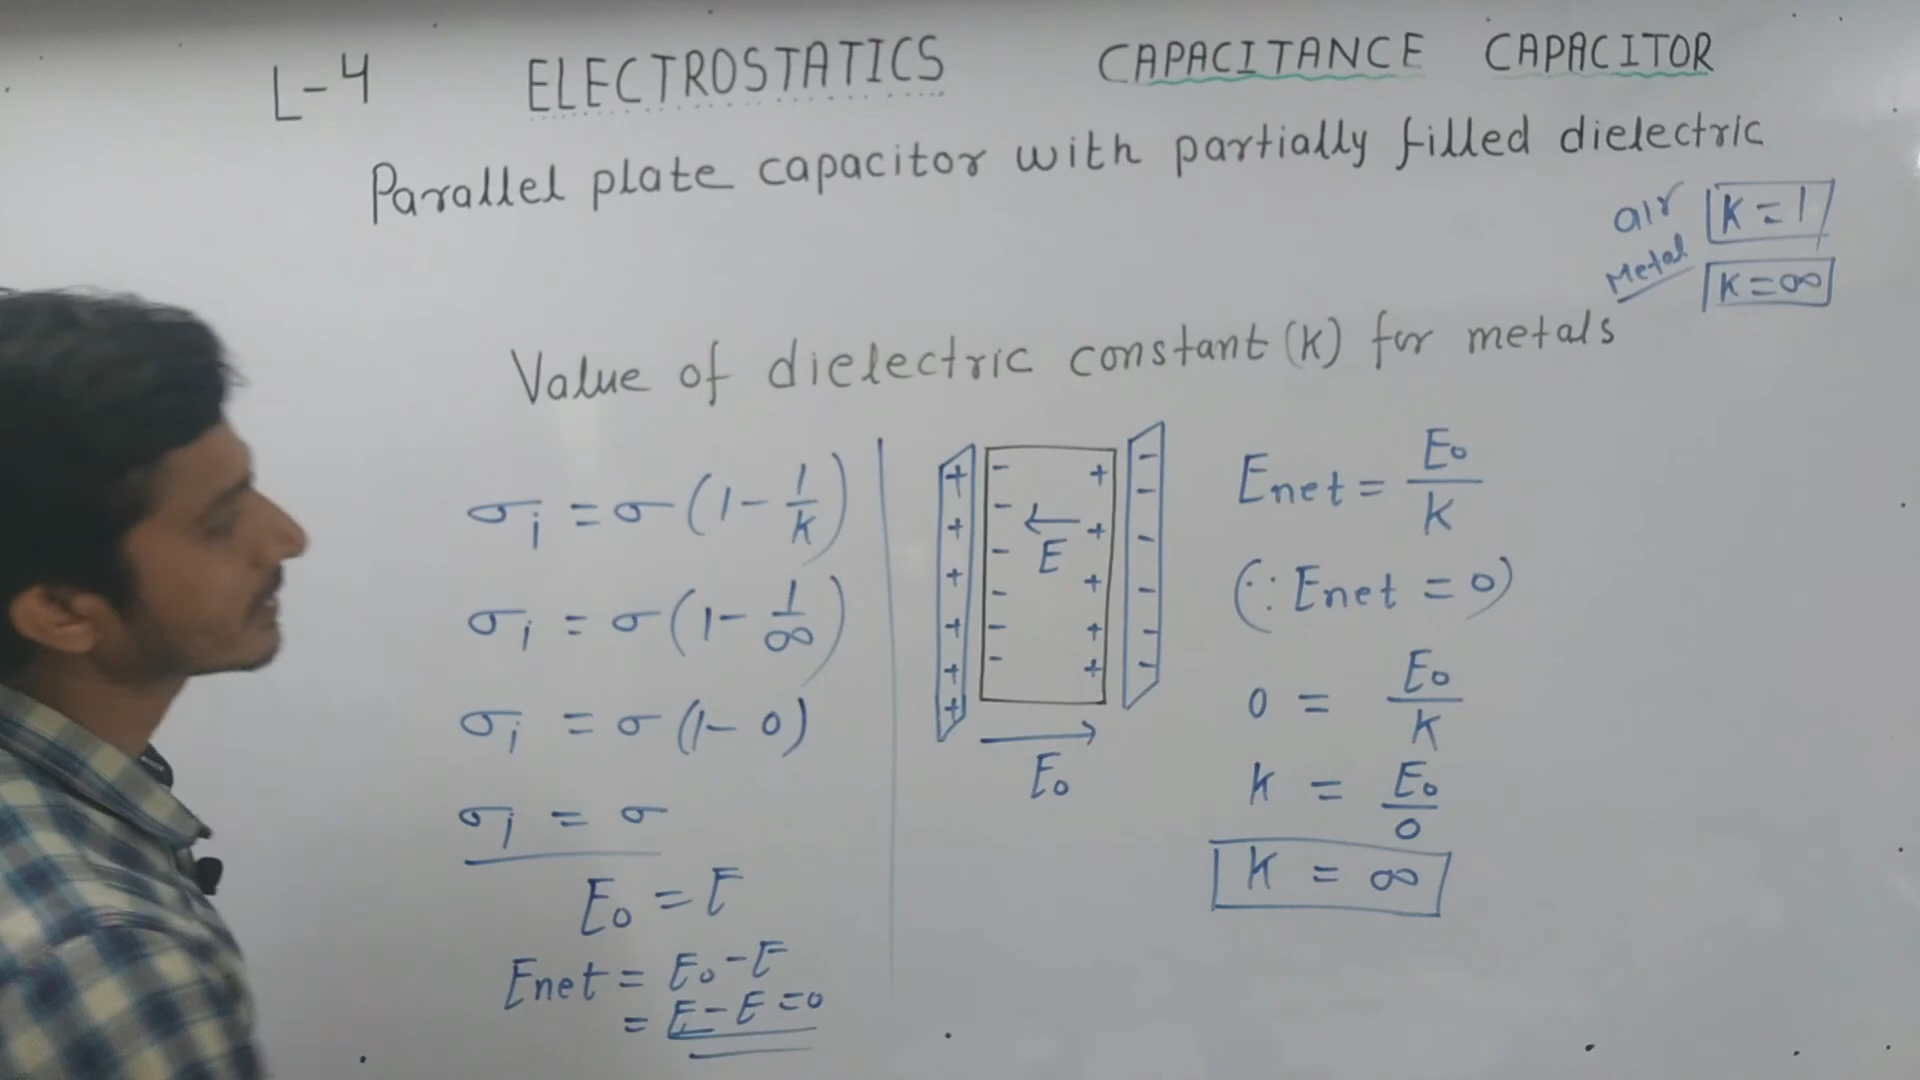 L-4 ELECTROSTATICS CAPACITANCE CAPACITOR
Parallel plate capacitor with partially filled dielectric
air K = 1
Metal K = ∞
Value of dielectric constant (K) for metals
σi = σ (1 - 1/K)
σi = σ (1 - 1/∞)
σi = σ (1 - 0)
σi = σ
E₀ = E
Enet = E₀ - E
= E - E = 0
+ - + -
+ - + -
+ - + -
+ - + -
+ - + -
+ - + -
+
E
E₀
Enet = E₀/K
(∵ Enet = 0)
0 = E₀/K
K = E₀/0
K = ∞